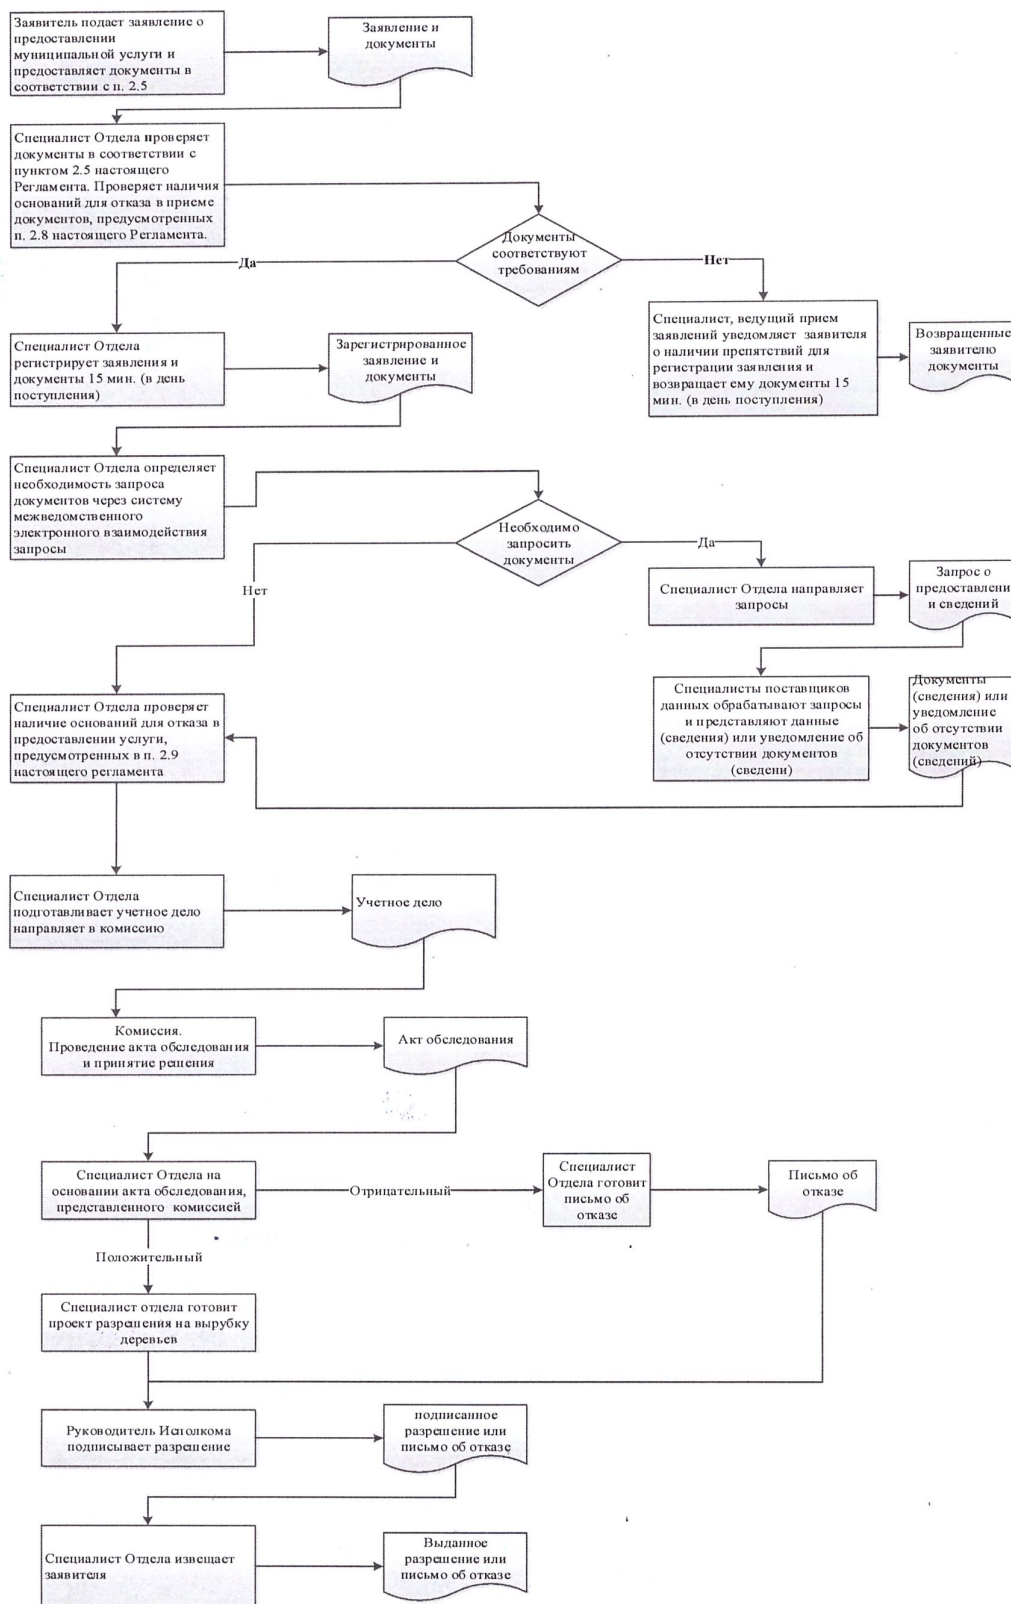 Заявитель подает заявление о
предоставлении
муниципальной услуги и
предоставляет документы в
соответствии с п. 2.5
Заявление и
документы
Специалист Отдела проверяет
документы в соответствии с
пунктом 2.5 настоящего
Регламента. Проверяет наличия
оснований для отказа в приеме
документов, предусмотренных
п. 2.8 настоящего Регламента.
Документы
соответствуют
требованиям
Да
Нет
Специалист Отдела
регистрирует заявления и
документы 15 мин. (в день
поступления)
Зарегистрированное
заявление и
документы
Специалист, ведущий прием
заявлений уведомляет заявителя
о наличии препятствий для
регистрации заявления и
возвращает ему документы 15
мин. (в день поступления)
Возвращенные
заявителю
документы
Специалист Отдела определяет
необходимость запроса
документов через систему
межведомственного
электронного взаимодействия
запросы
Необходимо
запросить
документы
Да
Нет
Специалист Отдела направляет
запросы
Запрос о
предоставлени
и сведений
Специалист Отдела проверяет
наличие оснований для отказа в
предоставлении услуги,
предусмотренных в п. 2.9
настоящего регламента
Специалисты поставщиков
данных обрабатывают запросы
и представляют данные
(сведения) или уведомление об
отсутствии документов
(сведени)
Документы
(сведения) или
уведомление
об отсутствии
документов
(сведений)
Специалист Отдела
подготавливает учетное дело
направляет в комиссию
Учетное дело
Комиссия.
Проведение акта обследования
и принятие решения
Акт обследования
Специалист Отдела на
основании акта обследования,
представленного комиссией
Отрицательный
Специалист
Отдела готовит
письмо об
отказе
Письмо об
отказе
Положительный
Специалист отдела готовит
проект разрешения на вырубку
деревьев
Руководитель Исполкома
подписывает разрешение
подписанное
разрешение или
письмо об отказе
Специалист Отдела извещает
заявителя
Выданное
разрешение или
письмо об отказе